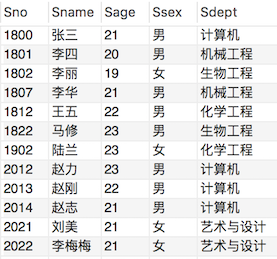 Sno Sname Sage Ssex Sdept
1800 张三 21 男 计算机
1801 李四 20 男 机械工程
1802 李丽 19 女 生物工程
1807 李华 21 男 机械工程
1812 王五 22 男 化学工程
1822 马修 23 男 生物工程
1902 陆兰 23 女 化学工程
2012 赵力 23 男 计算机
2013 赵刚 22 男 计算机
2014 赵志 21 男 计算机
2021 刘美 21 女 艺术与设计
2022 李梅梅 21 女 艺术与设计